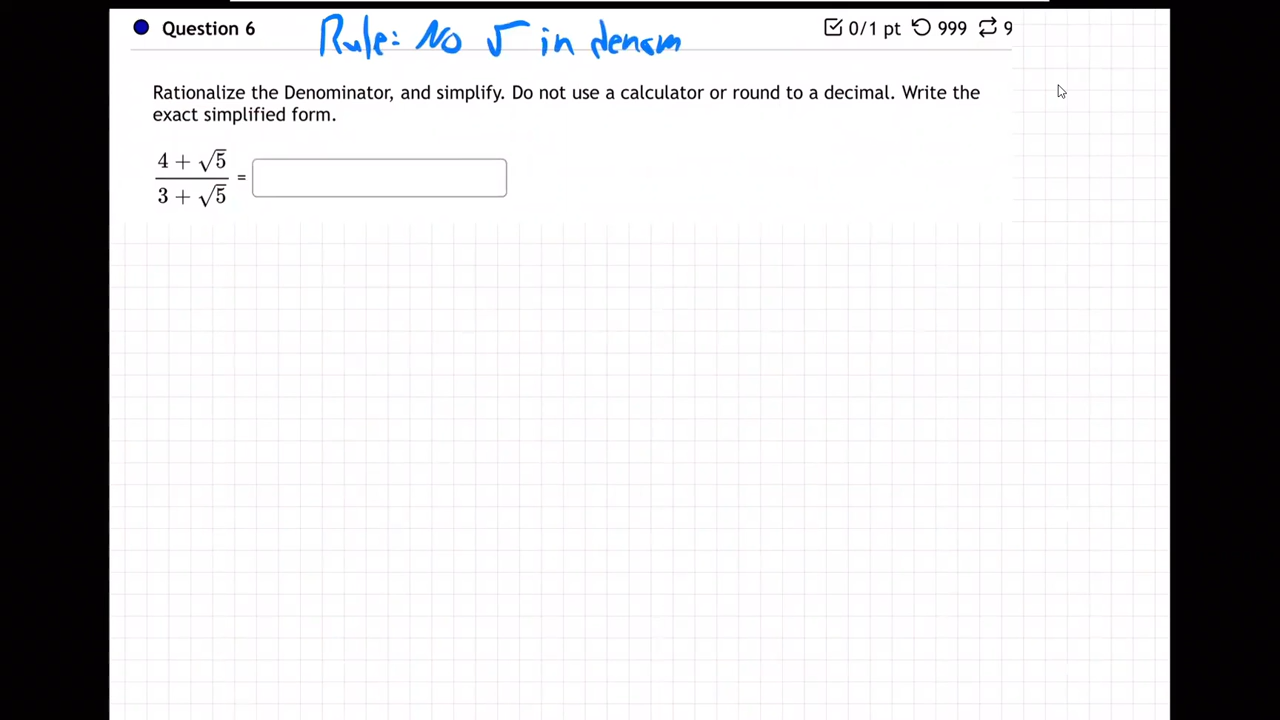 Question 6 Rule: No √ in denom 0/1 pt 999 9
Rationalize the Denominator, and simplify. Do not use a calculator or round to a decimal. Write the
exact simplified form.
4 + √5
=
3 + √5